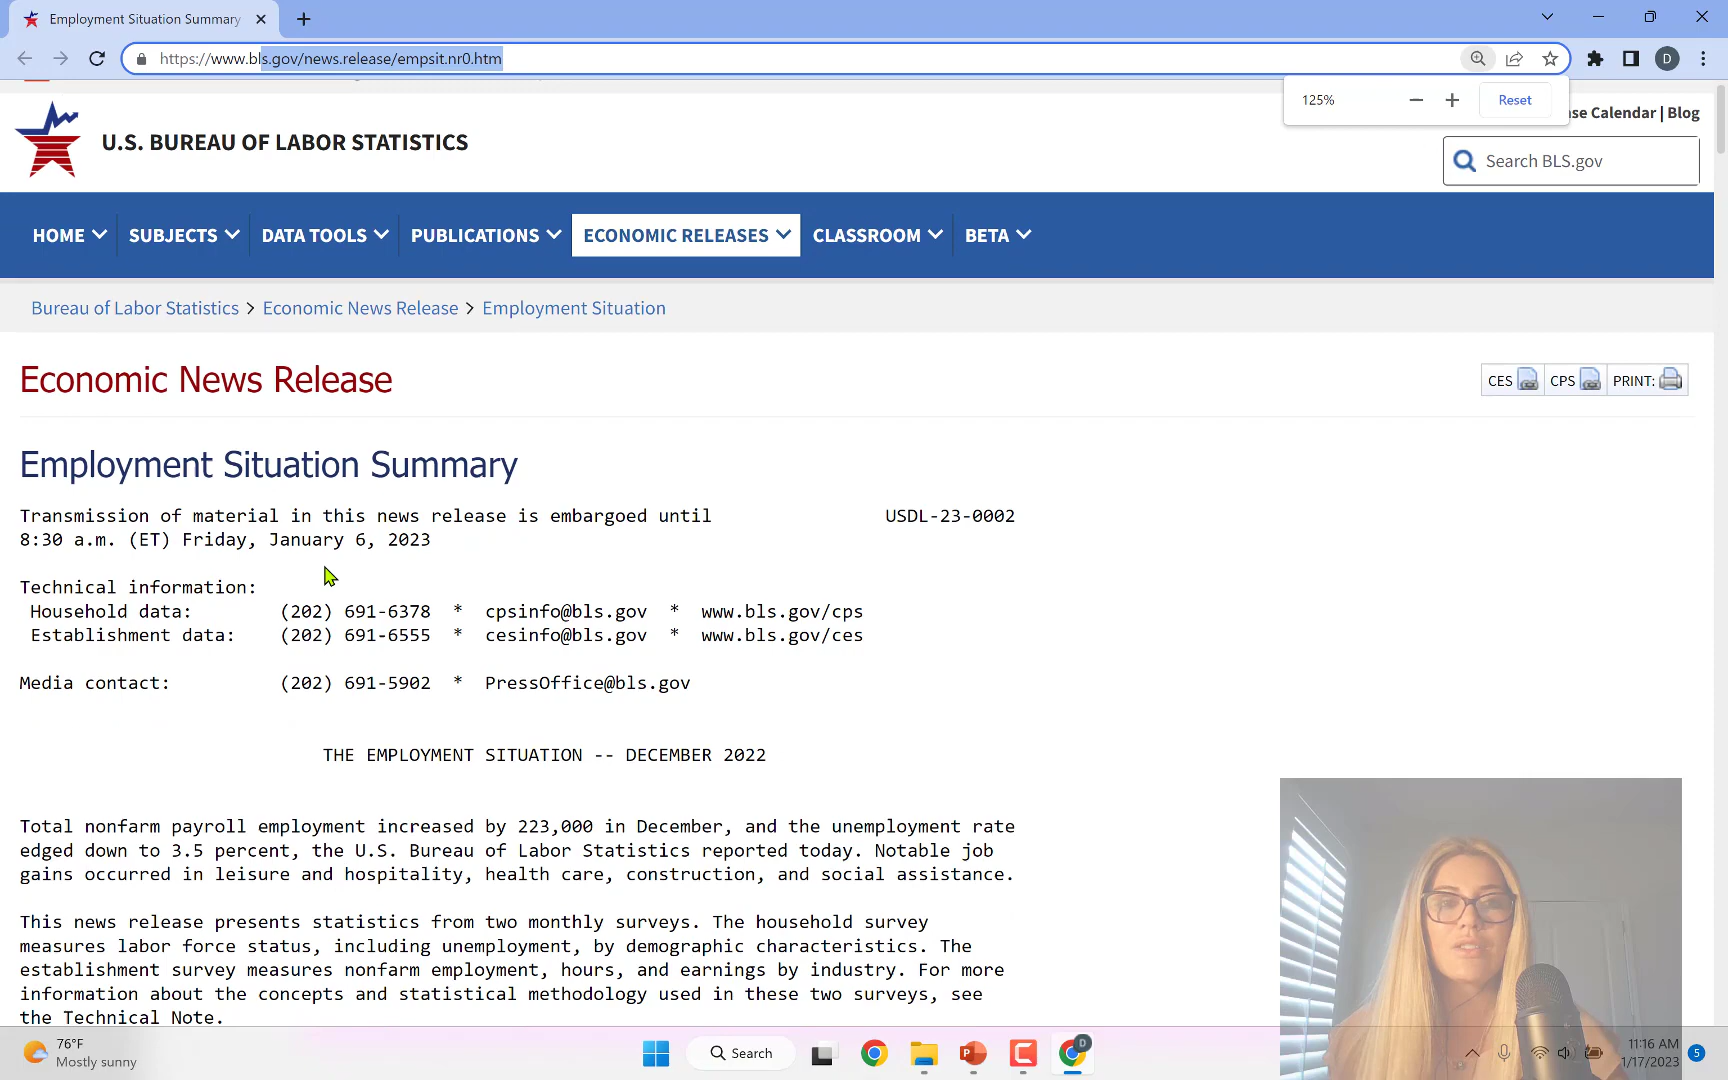 Employment Situation Summary
https://www.bls.gov/news.release/empsit.nr0.htm
D
125%
Reset
se Calendar | Blog
U.S. BUREAU OF LABOR STATISTICS
Search BLS.gov
HOME SUBJECTS DATA TOOLS PUBLICATIONS ECONOMIC RELEASES CLASSROOM BETA
Bureau of Labor Statistics > Economic News Release > Employment Situation
Economic News Release
CES CPS PRINT:
Employment Situation Summary
Transmission of material in this news release is embargoed until USDL-23-0002
8:30 a.m. (ET) Friday, January 6, 2023
Technical information:
Household data: (202) 691-6378 * cpsinfo@bls.gov * www.bls.gov/cps
Establishment data: (202) 691-6555 * cesinfo@bls.gov * www.bls.gov/ces
Media contact: (202) 691-5902 * PressOffice@bls.gov
THE EMPLOYMENT SITUATION -- DECEMBER 2022
Total nonfarm payroll employment increased by 223,000 in December, and the unemployment rate
edged down to 3.5 percent, the U.S. Bureau of Labor Statistics reported today. Notable job
gains occurred in leisure and hospitality, health care, construction, and social assistance.
This news release presents statistics from two monthly surveys. The household survey
measures labor force status, including unemployment, by demographic characteristics. The
establishment survey measures nonfarm employment, hours, and earnings by industry. For more
information about the concepts and statistical methodology used in these two surveys, see
the Technical Note.
76°F
Mostly sunny
Search
P
D
11:16 AM
1/17/2023
5